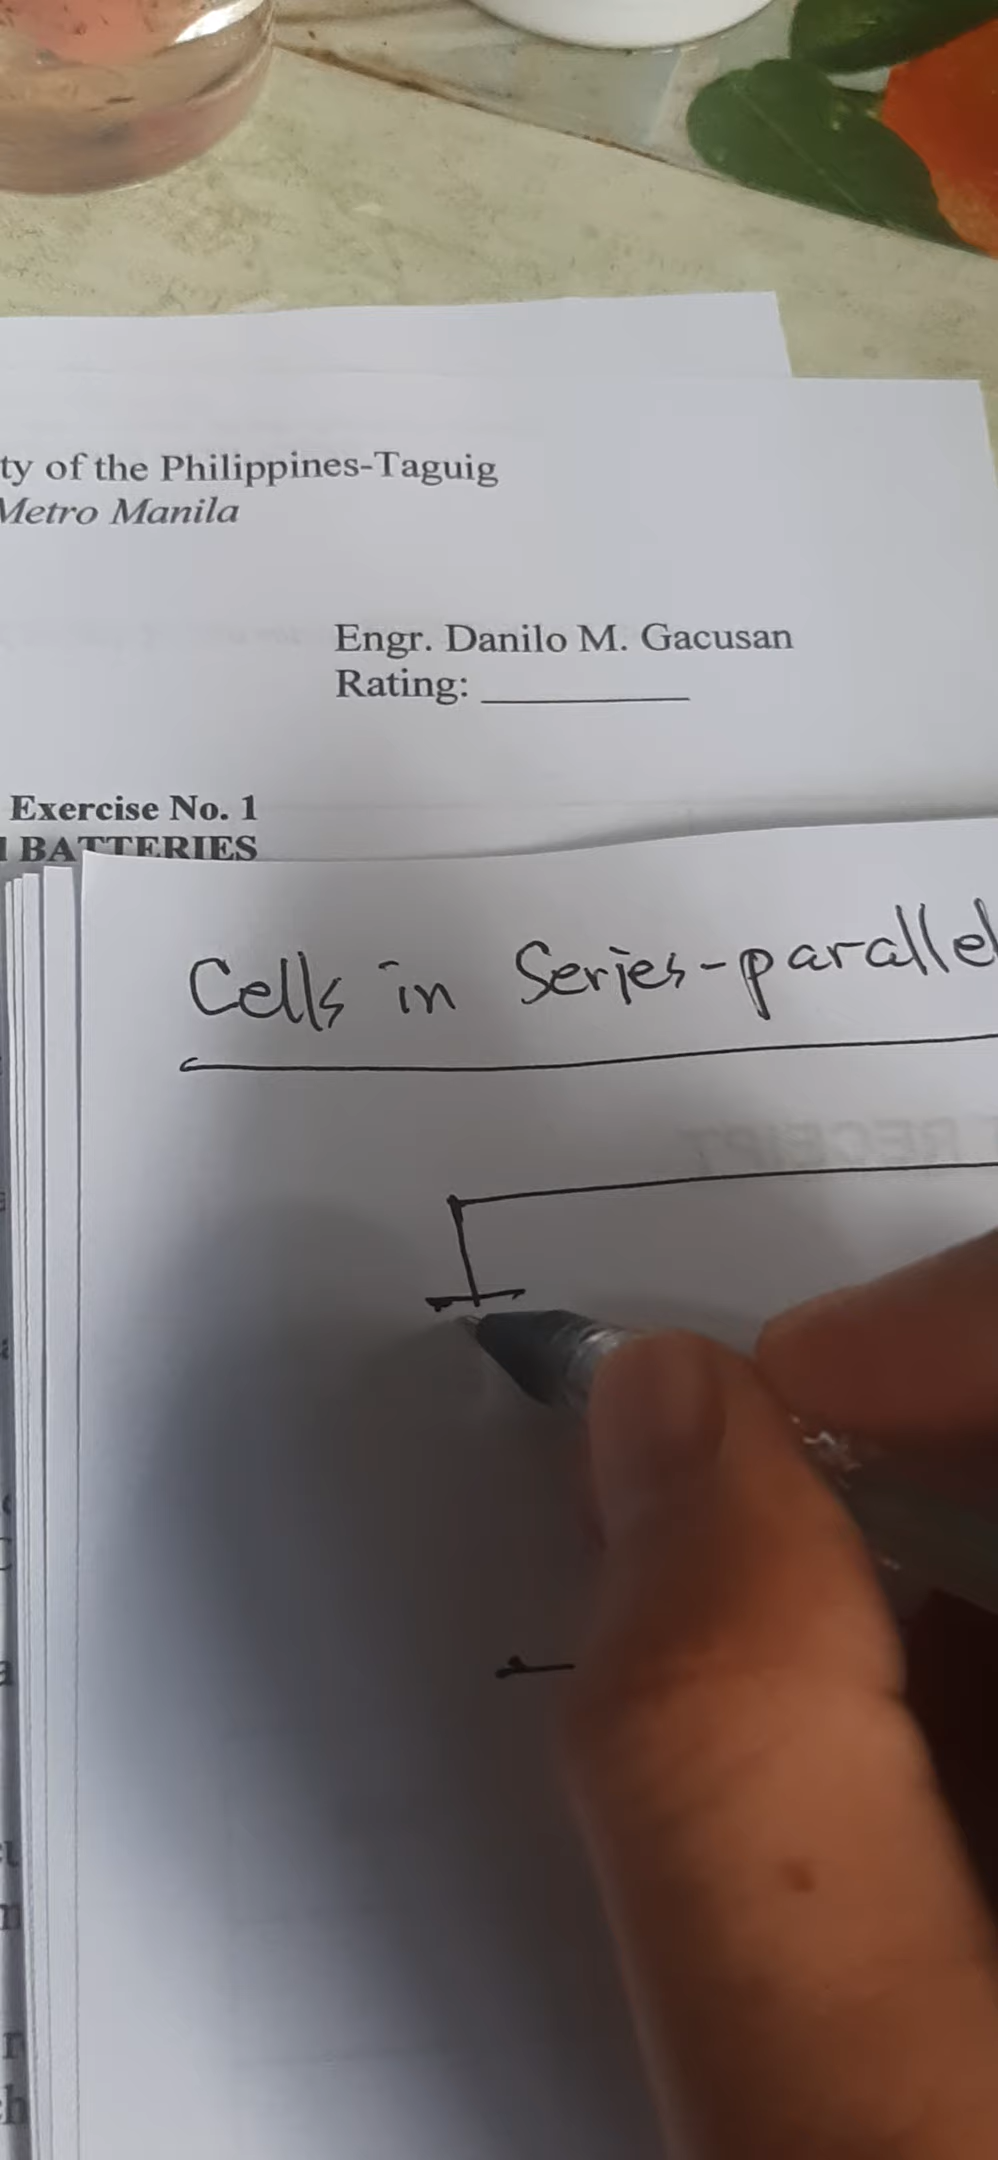 ty of the Philippines-Taguig
Metro Manila
Engr. Danilo M. Gacusan
Rating: __________
Exercise No. 1
BATTERIES
Cells in Series-parallel
RECEIPT